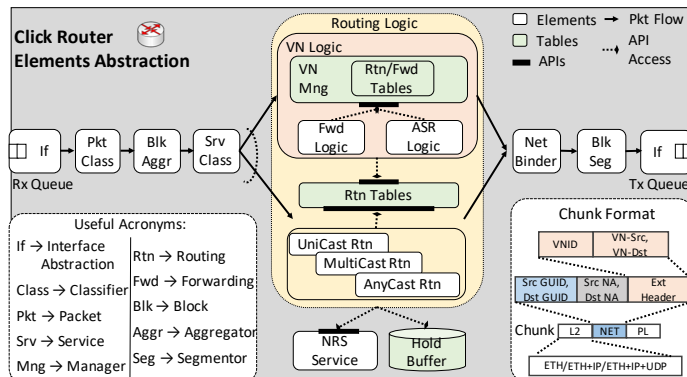 Click Router
Elements Abstraction
Routing Logic
VN Logic
VN
Mng
Rtn/Fwd
Tables
Fwd
Logic
ASR
Logic
Rtn Tables
UniCast Rtn
MultiCast Rtn
AnyCast Rtn
NRS
Service
Hold
Buffer
Elements
Tables
APIs
Pkt Flow
API
Access
If
Rx Queue
Pkt
Class
Blk
Aggr
Srv
Class
Net
Binder
Blk
Seg
If
Tx Queue
Useful Acronyms:
If → Interface
Abstraction
Class → Classifier
Pkt → Packet
Srv → Service
Mng → Manager
Rtn → Routing
Fwd → Forwarding
Blk → Block
Aggr → Aggregator
Seg → Segmentor
Chunk Format
VNID
VN-Src,
VN-Dst
Src GUID,
Dst GUID
Src NA,
Dst NA
Ext
Header
Chunk
L2
NET
PL
ETH/ETH+IP/ETH+IP+UDP